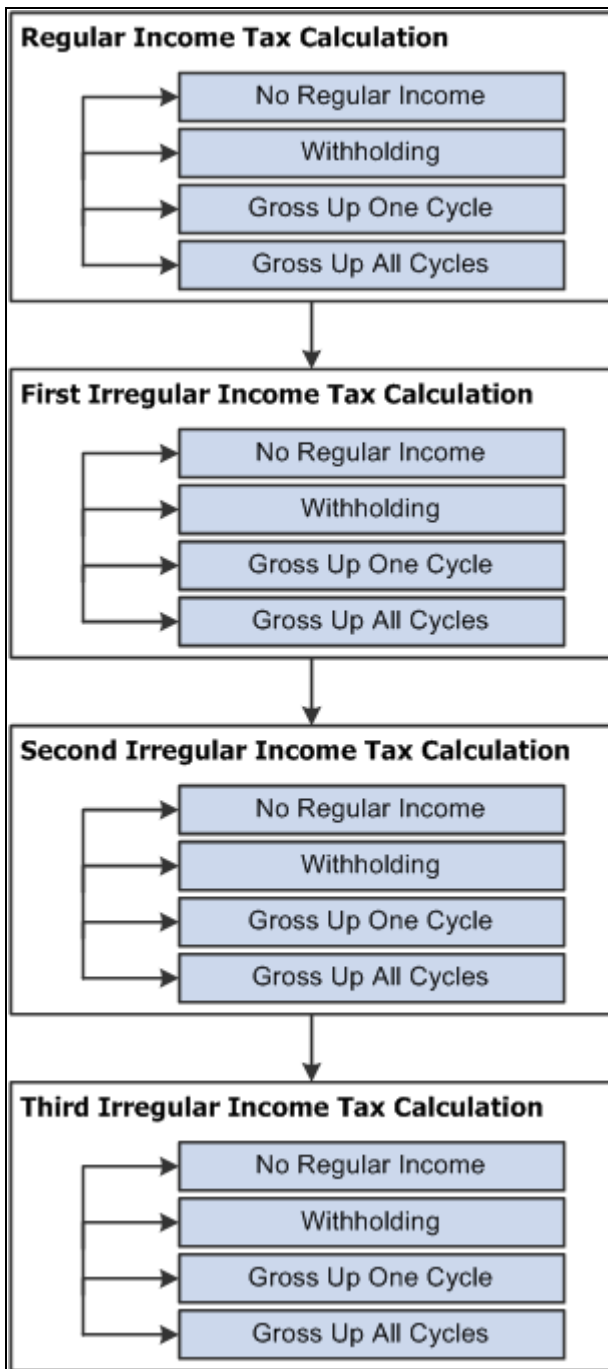 Regular Income Tax Calculation
No Regular Income
Withholding
Gross Up One Cycle
Gross Up All Cycles
First Irregular Income Tax Calculation
No Regular Income
Withholding
Gross Up One Cycle
Gross Up All Cycles
Second Irregular Income Tax Calculation
No Regular Income
Withholding
Gross Up One Cycle
Gross Up All Cycles
Third Irregular Income Tax Calculation
No Regular Income
Withholding
Gross Up One Cycle
Gross Up All Cycles